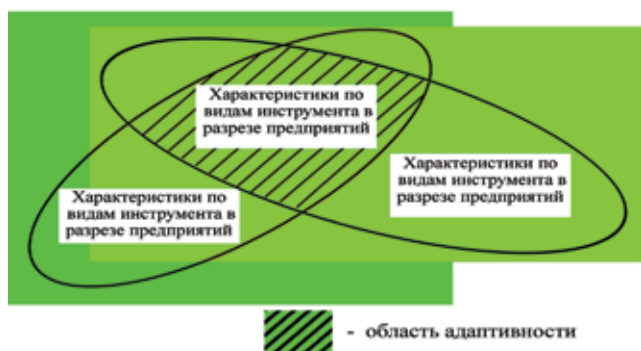 Характеристики по
видам инструмента в
разрезе предприятий
Характеристики по
видам инструмента в
разрезе предприятий
Характеристики по
видам инструмента в
разрезе предприятий
- область адаптивности